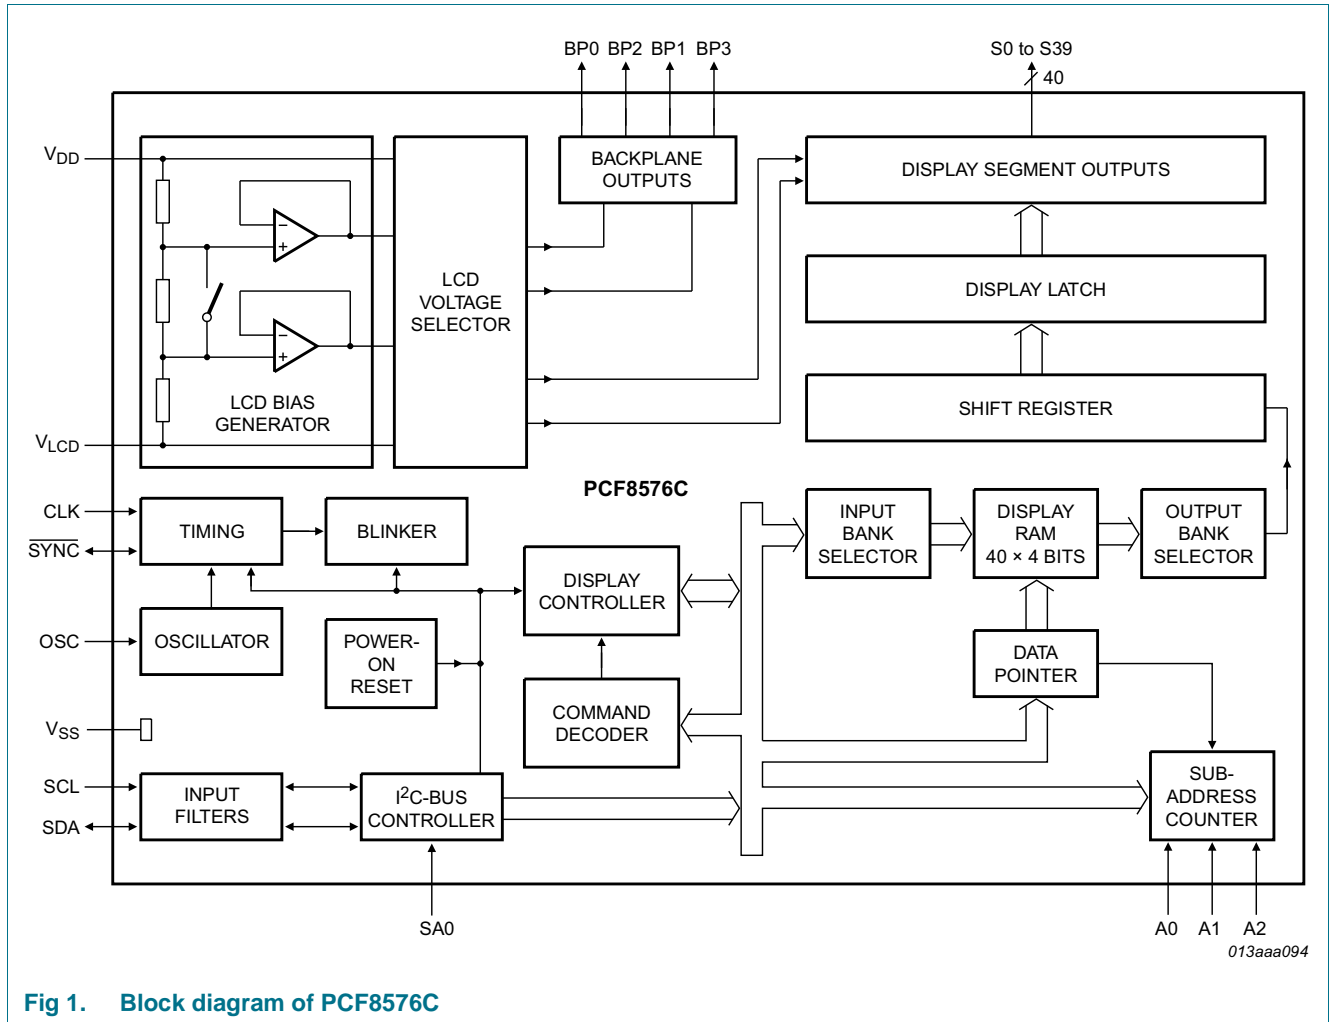 BP0 BP2 BP1 BP3
S0 to S39
40
VDD
BACKPLANE
OUTPUTS
DISPLAY SEGMENT OUTPUTS
−
+
LCD
VOLTAGE
SELECTOR
DISPLAY LATCH
−
+
LCD BIAS
GENERATOR
SHIFT REGISTER
VLCD
PCF8576C
CLK
SYNC
TIMING
BLINKER
INPUT
BANK
SELECTOR
DISPLAY
RAM
40 × 4 BITS
OUTPUT
BANK
SELECTOR
DISPLAY
CONTROLLER
OSC
OSCILLATOR
POWER-
ON
RESET
DATA
POINTER
COMMAND
DECODER
VSS
SCL
SDA
INPUT
FILTERS
I2C-BUS
CONTROLLER
SUB-
ADDRESS
COUNTER
SA0
A0 A1 A2
013aaa094
Fig 1. Block diagram of PCF8576C